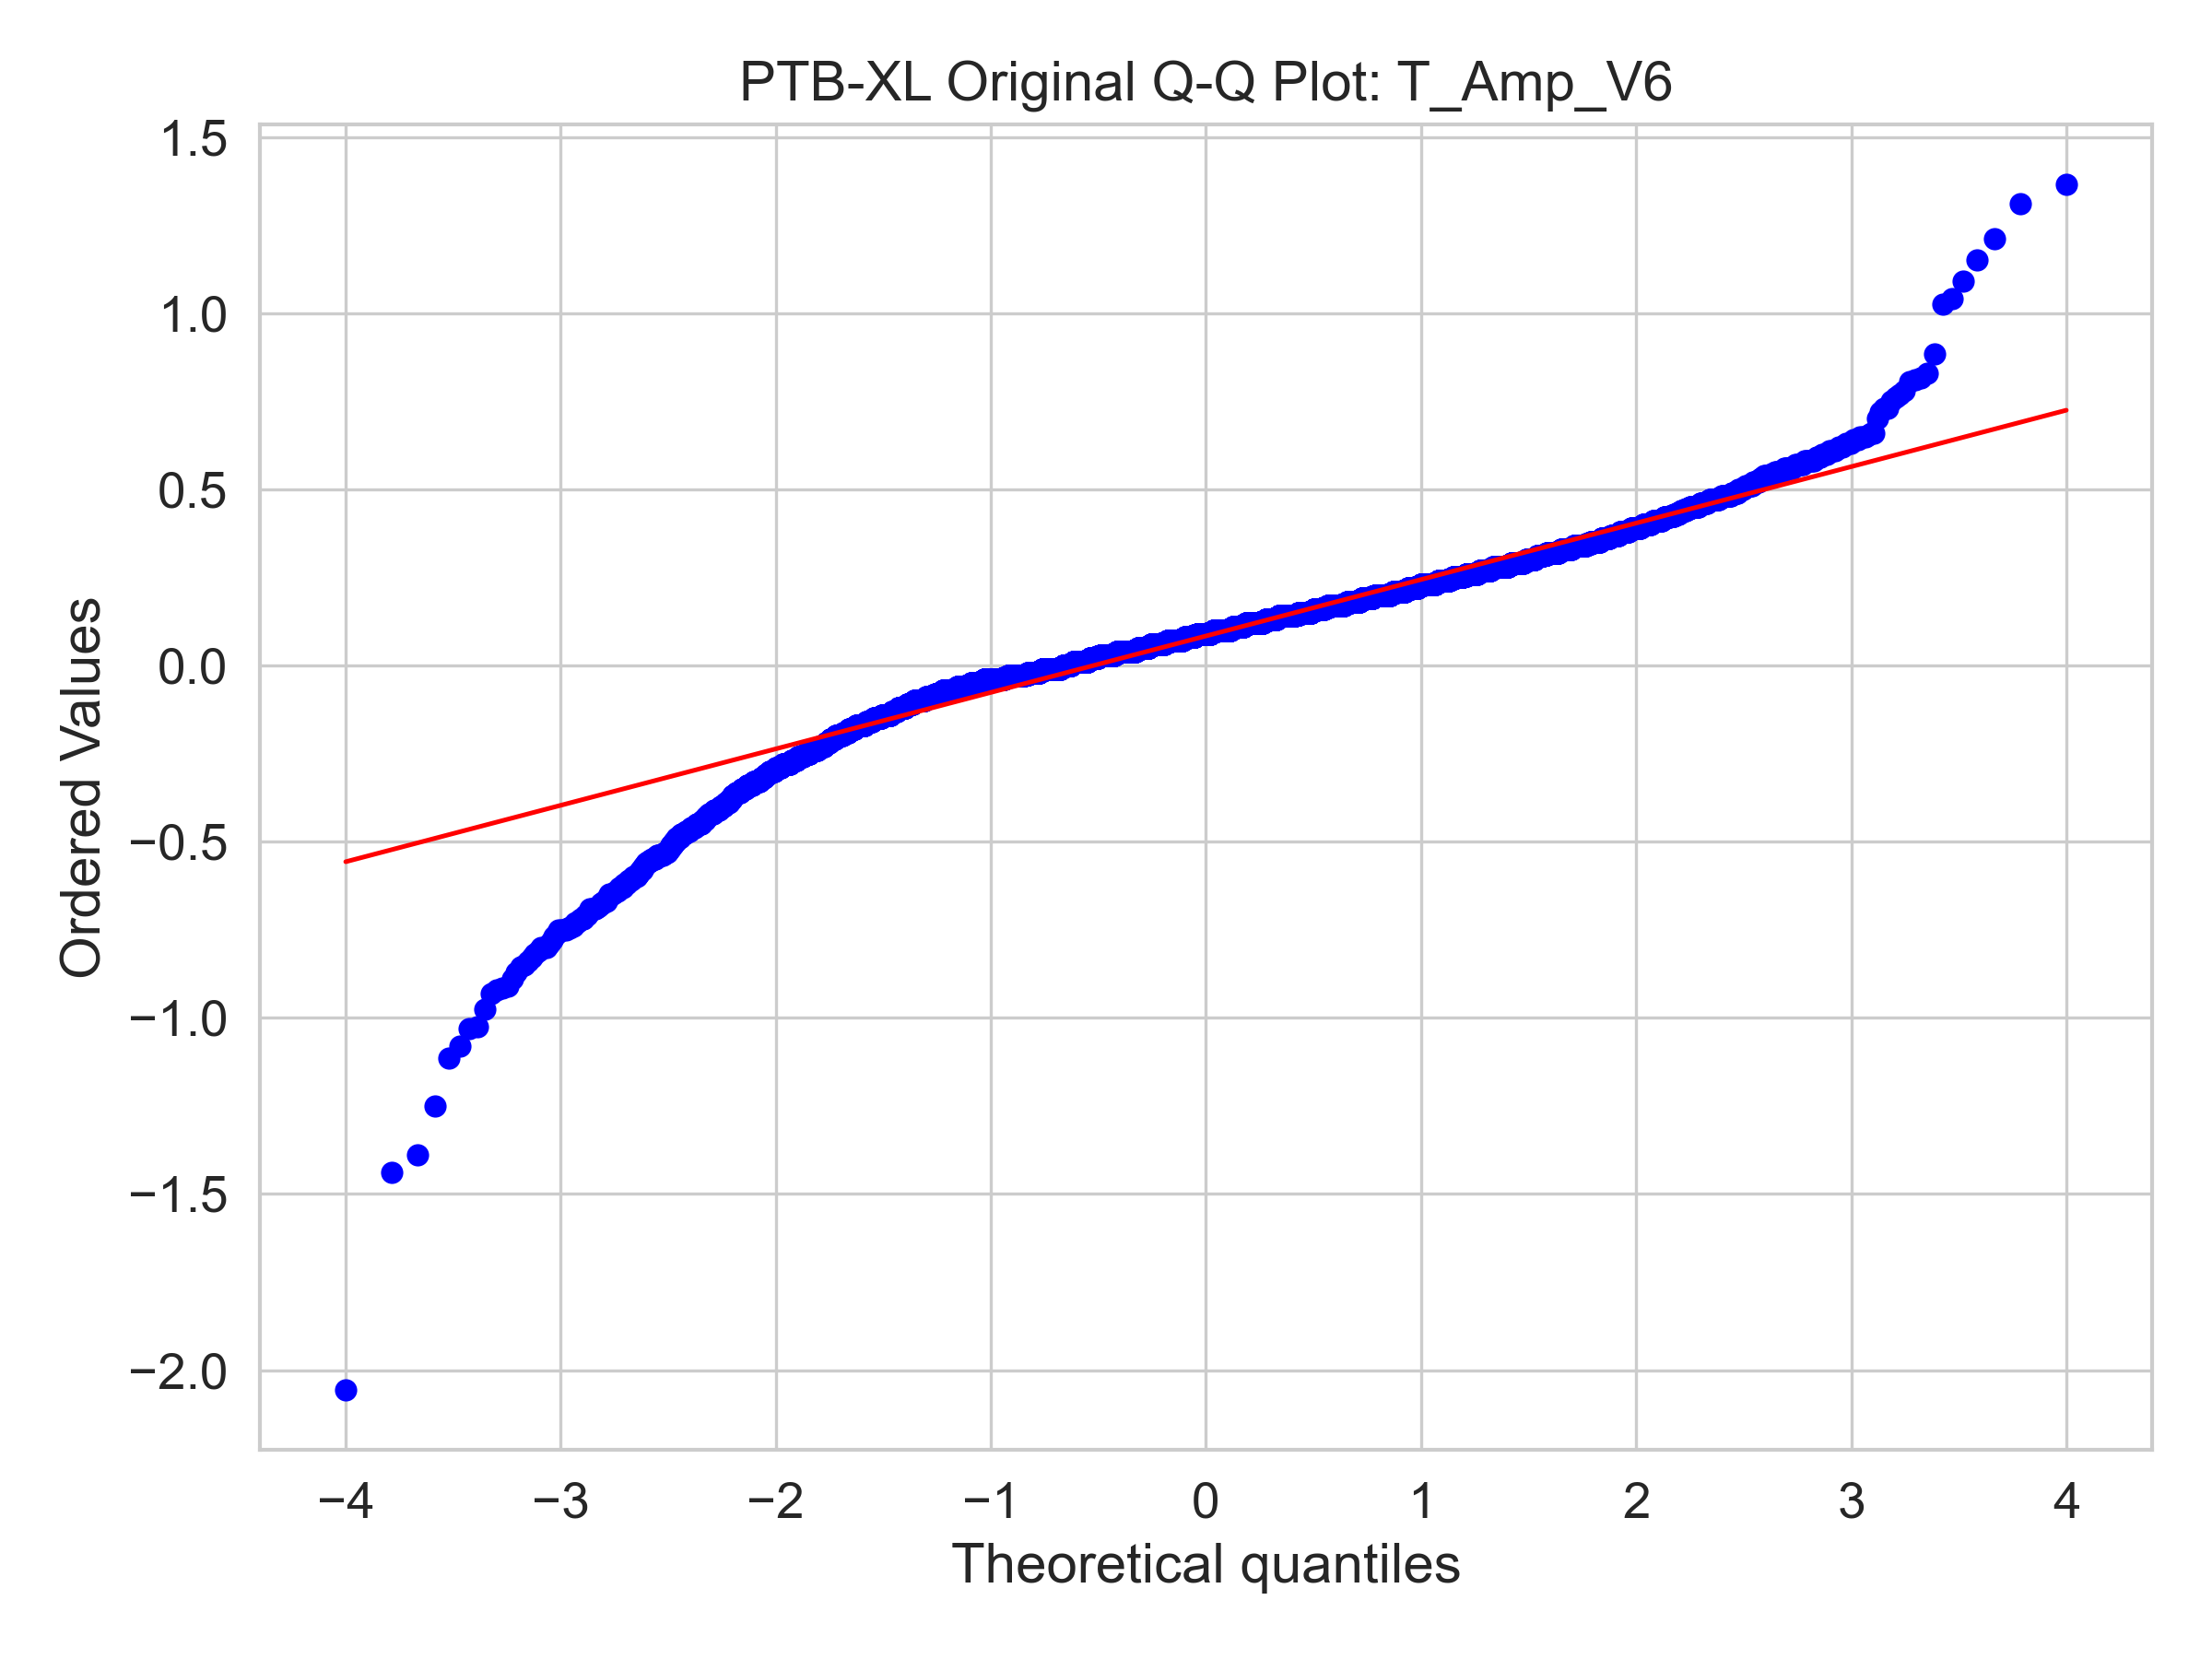 PTB-XL Original Q-Q Plot: T_Amp_V6
1.5
1.0
0.5
0.0
−0.5
−1.0
−1.5
−2.0
Ordered Values
−4 −3 −2 −1 0 1 2 3 4
Theoretical quantiles